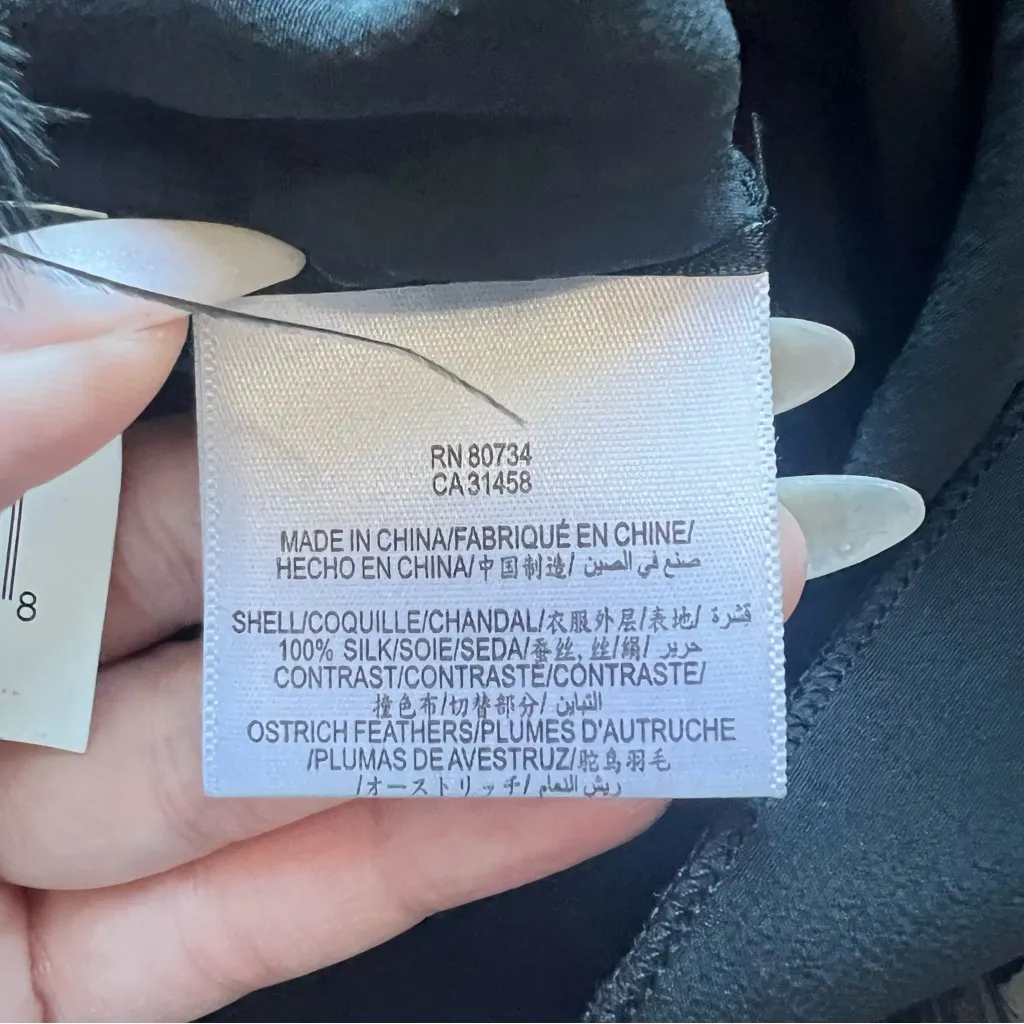 RN 80734
CA 31458
MADE IN CHINA/FABRIQUÉ EN CHINE/
HECHO EN CHINA/中国制造/ صنع في الصين
SHELL/COQUILLE/CHANDAL/衣服外层/表地/ قشرة
100% SILK/SOIE/SEDA/蚕丝, 丝/絹/ حرير
CONTRAST/CONTRASTE/CONTRASTE/
撞色布/切替部分/ التباين
OSTRICH FEATHERS/PLUMES D'AUTRUCHE
/PLUMAS DE AVESTRUZ/驼鸟羽毛
/オーストリッチ/ ريش النعام
8